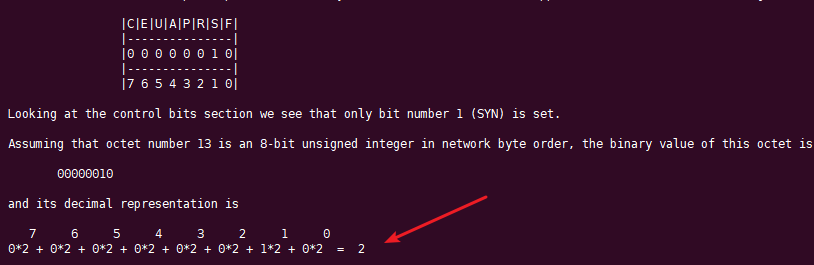 |C|E|U|A|P|R|S|F|
|---------------|
|0 0 0 0 0 0 1 0|
|---------------|
|7 6 5 4 3 2 1 0|
Looking at the control bits section we see that only bit number 1 (SYN) is set.
Assuming that octet number 13 is an 8-bit unsigned integer in network byte order, the binary value of this octet is
00000010
and its decimal representation is
7 6 5 4 3 2 1 0
0*2 + 0*2 + 0*2 + 0*2 + 0*2 + 0*2 + 1*2 + 0*2 = 2